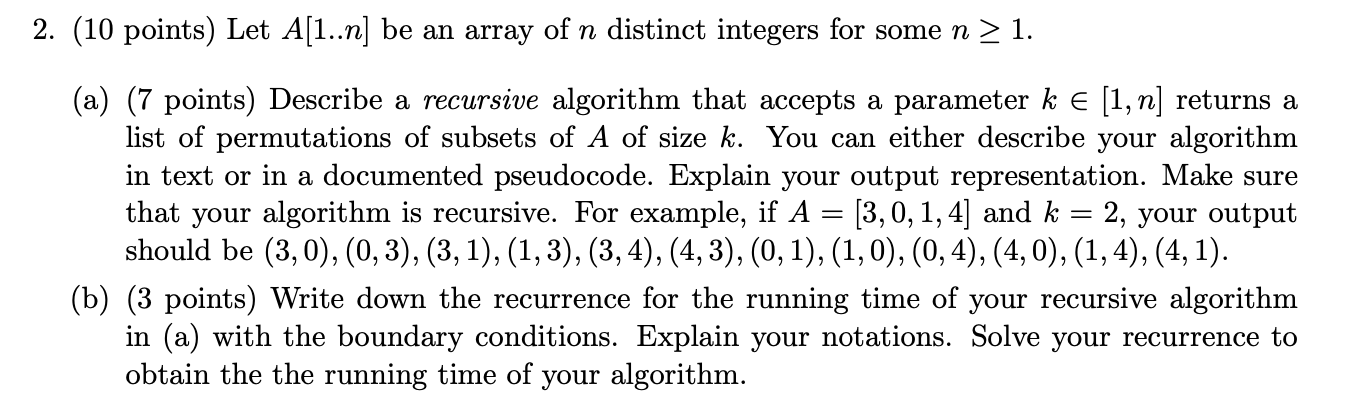 2. (10 points) Let A[1..n] be an array of n distinct integers for some n ≥ 1.
(a) (7 points) Describe a recursive algorithm that accepts a parameter k ∈ [1, n] returns a
list of permutations of subsets of A of size k. You can either describe your algorithm
in text or in a documented pseudocode. Explain your output representation. Make sure
that your algorithm is recursive. For example, if A = [3, 0, 1, 4] and k = 2, your output
should be (3, 0), (0, 3), (3, 1), (1, 3), (3, 4), (4, 3), (0, 1), (1, 0), (0, 4), (4, 0), (1, 4), (4, 1).
(b) (3 points) Write down the recurrence for the running time of your recursive algorithm
in (a) with the boundary conditions. Explain your notations. Solve your recurrence to
obtain the the running time of your algorithm.